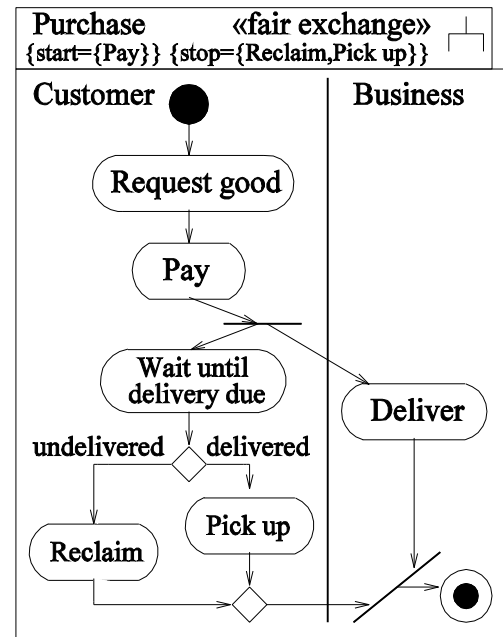 Purchase «fair exchange»
{start={Pay}} {stop={Reclaim,Pick up}}
Customer
Business
Request good
Pay
Wait until
delivery due
Deliver
undelivered
delivered
Pick up
Reclaim